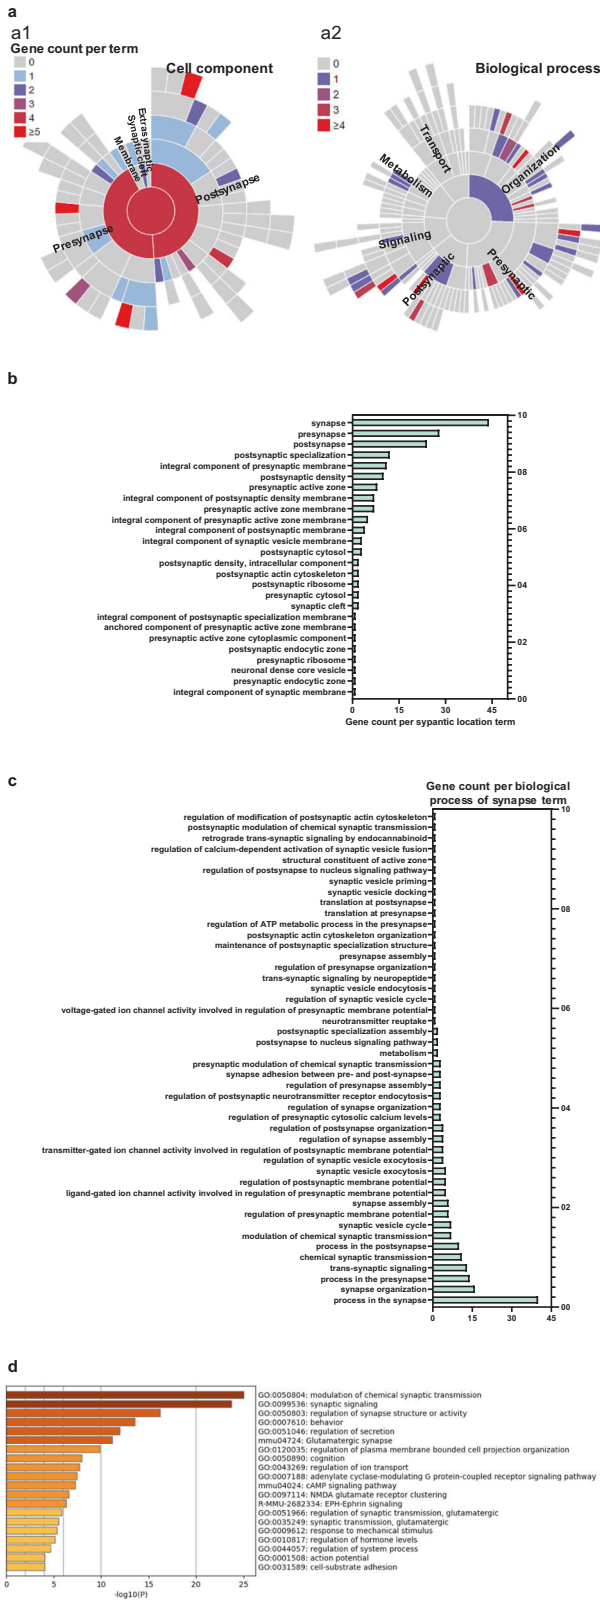 a
a1
a2
Gene count per term
Cell component
Biological process
0
1
2
3
4
≥5
0
1
2
3
≥4
Extrasynaptic
Synaptic cleft
Membrane
Postsynapse
Presynapse
Transport
Organization
Metabolism
Signaling
Postsynaptic
Presynaptic
b
synapse
presynapse
postsynapse
postsynaptic specialization
integral component of presynaptic membrane
postsynaptic density
presynaptic active zone
integral component of postsynaptic density membrane
presynaptic active zone membrane
integral component of presynaptic active zone membrane
integral component of postsynaptic membrane
integral component of synaptic vesicle membrane
postsynaptic cytosol
postsynaptic density, intracellular component
postsynaptic actin cytoskeleton
postsynaptic ribosome
presynaptic cytosol
synaptic cleft
integral component of postsynaptic specialization membrane
anchored component of presynaptic active zone membrane
presynaptic active zone cytoplasmic component
postsynaptic endocytic zone
presynaptic ribosome
neuronal dense core vesicle
presynaptic endocytic zone
integral component of synaptic membrane
10
08
06
04
02
00
0 15 30 45
Gene count per sypantic location term
c
Gene count per biological
process of synapse term
regulation of modification of postsynaptic actin cytoskeleton
postsynaptic modulation of chemical synaptic transmission
retrograde trans-synaptic signaling by endocannabinoid
regulation of calcium-dependent activation of synaptic vesicle fusion
structural constituent of active zone
regulation of postsynapse to nucleus signaling pathway
synaptic vesicle priming
synaptic vesicle docking
translation at postsynapse
translation at presynapse
regulation of ATP metabolic process in the presynapse
postsynaptic actin cytoskeleton organization
maintenance of postsynaptic specialization structure
presynapse assembly
regulation of presynapse organization
trans-synaptic signaling by neuropeptide
synaptic vesicle endocytosis
regulation of synaptic vesicle cycle
voltage-gated ion channel activity involved in regulation of presynaptic membrane potential
neurotransmitter reuptake
postsynaptic specialization assembly
postsynapse to nucleus signaling pathway
metabolism
presynaptic modulation of chemical synaptic transmission
synapse adhesion between pre- and post-synapse
regulation of presynapse assembly
regulation of postsynaptic neurotransmitter receptor endocytosis
regulation of synapse organization
regulation of presynaptic cytosolic calcium levels
regulation of postsynapse organization
regulation of synapse assembly
transmitter-gated ion channel activity involved in regulation of postsynaptic membrane potential
regulation of synaptic vesicle exocytosis
synaptic vesicle exocytosis
regulation of postsynaptic membrane potential
ligand-gated ion channel activity involved in regulation of presynaptic membrane potential
synapse assembly
regulation of presynaptic membrane potential
synaptic vesicle cycle
modulation of chemical synaptic transmission
process in the postsynapse
chemical synaptic transmission
trans-synaptic signaling
process in the presynapse
synapse organization
process in the synapse
10
08
06
04
02
00
0 15 30 45
d
GO:0050804: modulation of chemical synaptic transmission
GO:0099536: synaptic signaling
GO:0050803: regulation of synapse structure or activity
GO:0007610: behavior
GO:0051046: regulation of secretion
mmu04724: Glutamatergic synapse
GO:0120035: regulation of plasma membrane bounded cell projection organization
GO:0050890: cognition
GO:0043269: regulation of ion transport
GO:0007188: adenylate cyclase-modulating G protein-coupled receptor signaling pathway
mmu04024: cAMP signaling pathway
GO:0097114: NMDA glutamate receptor clustering
R-MMU-2682334: EPH-Ephrin signaling
GO:0051966: regulation of synaptic transmission, glutamatergic
GO:0035249: synaptic transmission, glutamatergic
GO:0009612: response to mechanical stimulus
GO:0010817: regulation of hormone levels
GO:0044057: regulation of system process
GO:0001508: action potential
GO:0031589: cell-substrate adhesion
0 5 10 15 20 25
-log10(P)